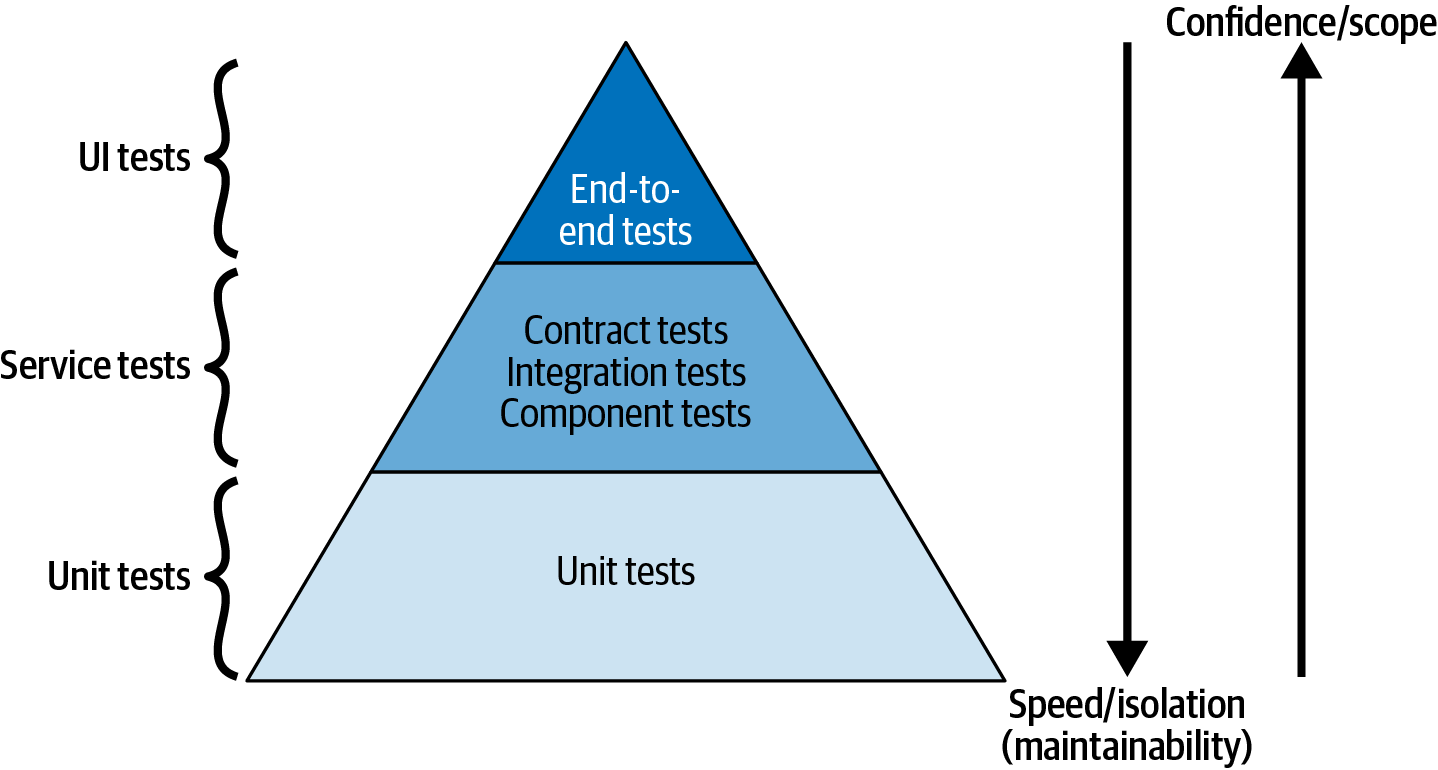 Confidence/scope
UI tests
End-to-
end tests
Service tests
Contract tests
Integration tests
Component tests
Unit tests
Unit tests
Speed/isolation
(maintainability)